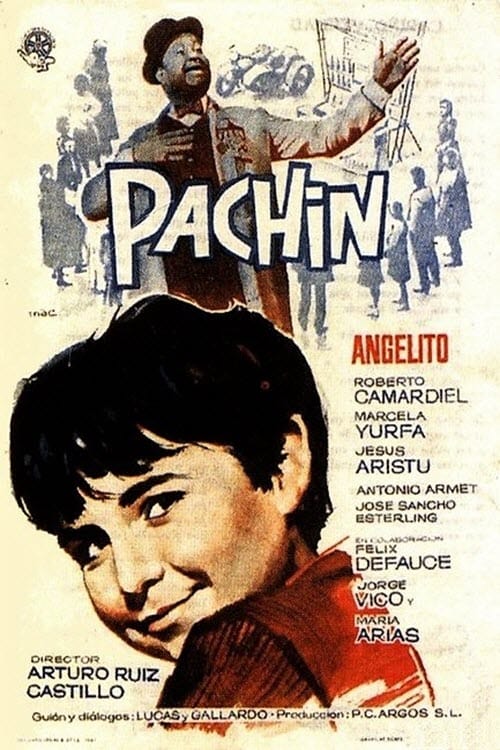 PACHIN
mac
ANGELITO
ROBERTO
CAMARDIEL
MARCELA
YURFA
JESUS
ARISTU
ANTONIO ARMET
JOSE SANCHO
ESTERLING
EN COLABORACION
FELIX
DEFAUCE
JORGE
VICO Y
MARIA
ARIAS
DIRECTOR
ARTURO RUIZ
CASTILLO
Guión y diálogos: LUCAS y GALLARDO - Producción: P.C. ARGOS S.L.